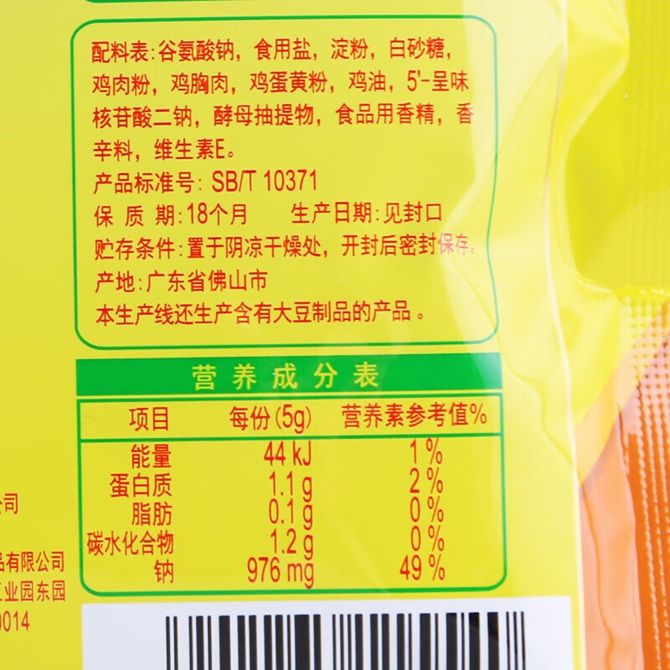 配料表:谷氨酸钠，食用盐，淀粉，白砂糖，
鸡肉粉，鸡胸肉，鸡蛋黄粉，鸡油，5'-呈味
核苷酸二钠，酵母抽提物，食品用香精，香
辛料，维生素E。
产品标准号: SB/T 10371
保 质 期:18个月 生产日期:见封口
贮存条件:置于阴凉干燥处，开封后密封保存。
产地:广东省佛山市
本生产线还生产含有大豆制品的产品。
营养成分表
项目 每份(5g) 营养素参考值%
能量 44 kJ 1 %
蛋白质 1.1 g 2 %
脂肪 0.1 g 0 %
碳水化合物 1.2 g 0 %
钠 976 mg 49 %
公司
品有限公司
工业园东园
0014